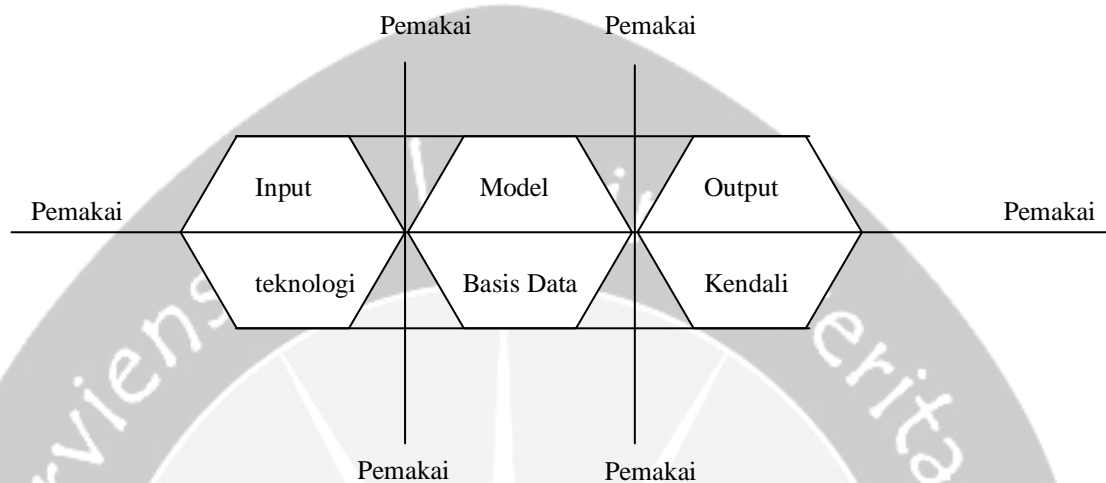 Pemakai Pemakai
Input Model Output
Pemakai Pemakai
teknologi Basis Data Kendali
Pemakai Pemakai